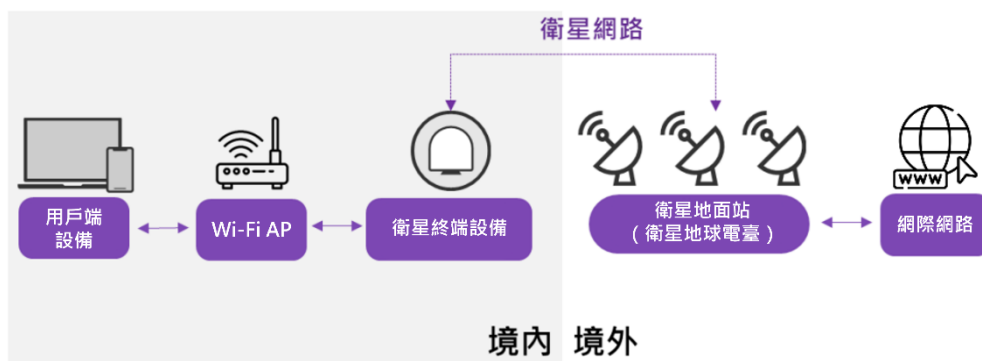 衛星網路
WWW
用戶端
設備
Wi-Fi AP
衛星終端設備
衛星地面站
（衛星地球電臺）
網際網路
境內
境外